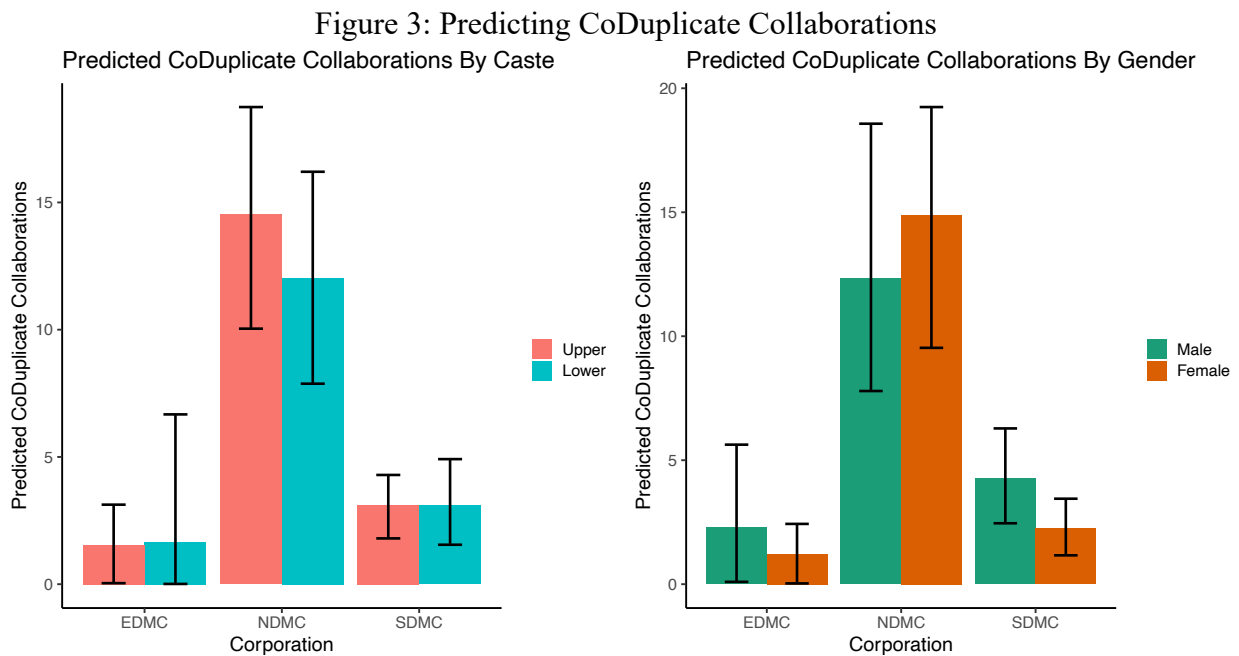 Figure 3: Predicting CoDuplicate Collaborations
Predicted CoDuplicate Collaborations By Caste
Predicted CoDuplicate Collaborations
15
10
5
0
EDMC
NDMC
SDMC
Corporation
Upper
Lower
Predicted CoDuplicate Collaborations By Gender
Predicted CoDuplicate Collaborations
20
15
10
5
0
EDMC
NDMC
SDMC
Corporation
Male
Female